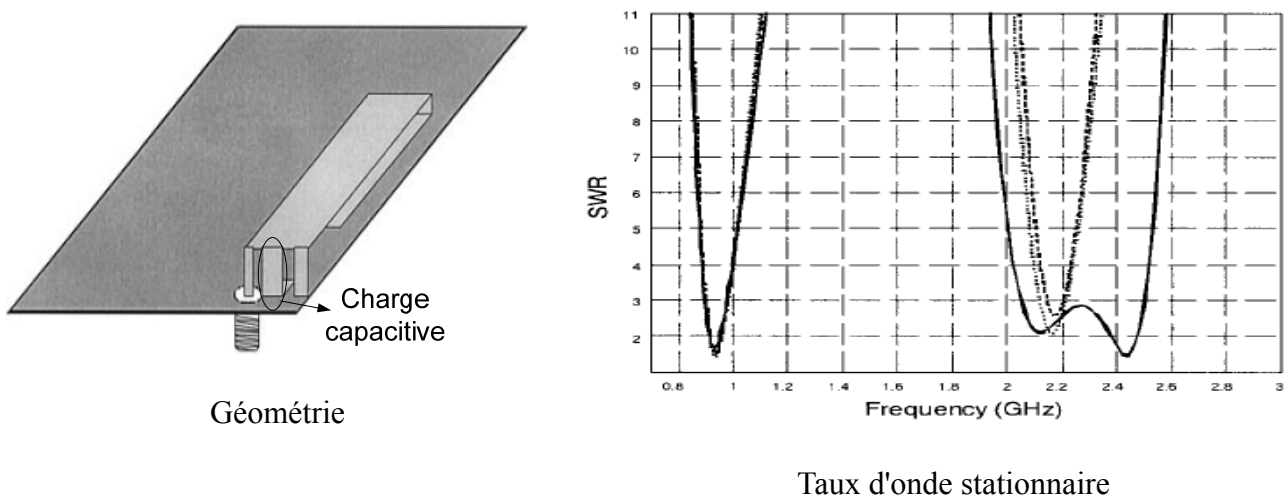 Charge
capacitive
Géométrie
SWR
11
10
9
8
7
6
5
4
3
2
0.8 1 1.2 1.4 1.6 1.8 2 2.2 2.4 2.6 2.8 3
Frequency (GHz)
Taux d'onde stationnaire